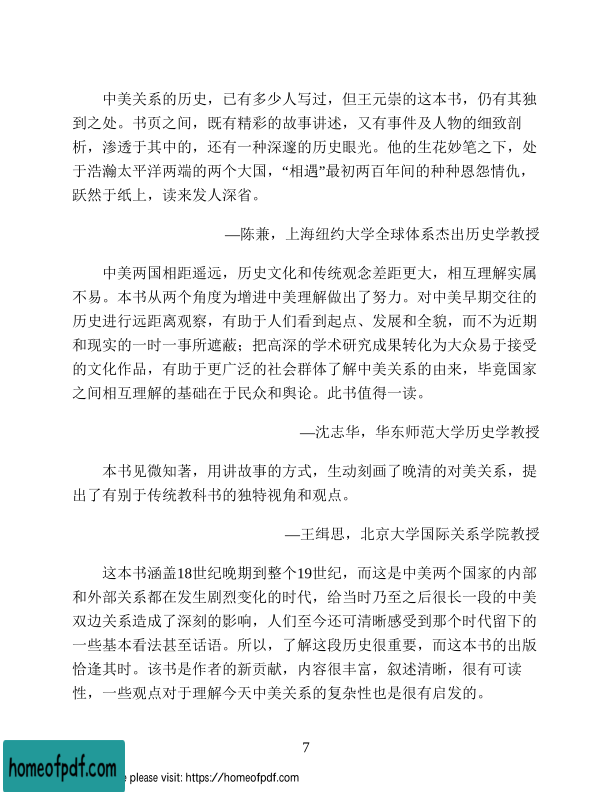 中美关系的历史，已有多少人写过，但王元崇的这本书，仍有其独
到之处。书页之间，既有精彩的故事讲述，又有事件及人物的细致剖
析，渗透于其中的，还有一种深邃的历史眼光。他的生花妙笔之下，处
于浩瀚太平洋两端的两个大国，“相遇”最初两百年间的种种恩怨情仇，
跃然于纸上，读来发人深省。
—陈兼，上海纽约大学全球体系杰出历史学教授
中美两国相距遥远，历史文化和传统观念差距更大，相互理解实属
不易。本书从两个角度为增进中美理解做出了努力。对中美早期交往的
历史进行远距离观察，有助于人们看到起点、发展和全貌，而不为近期
和现实的一时一事所遮蔽；把高深的学术研究成果转化为大众易于接受
的文化作品，有助于更广泛的社会群体了解中美关系的由来，毕竟国家
之间相互理解的基础在于民众和舆论。此书值得一读。
—沈志华，华东师范大学历史学教授
本书见微知著，用讲故事的方式，生动刻画了晚清的对美关系，提
出了有别于传统教科书的独特视角和观点。
—王缉思，北京大学国际关系学院教授
这本书涵盖18世纪晚期到整个19世纪，而这是中美两个国家的内部
和外部关系都在发生剧烈变化的时代，给当时乃至之后很长一段的中美
双边关系造成了深刻的影响，人们至今还可清晰感受到那个时代留下的
一些基本看法甚至话语。所以，了解这段历史很重要，而这本书的出版
恰逢其时。该书是作者的新贡献，内容很丰富，叙述清晰，很有可读
性，一些观点对于理解今天中美关系的复杂性也是很有启发的。
7
homeofpdf.com
e please visit: https://homeofpdf.com